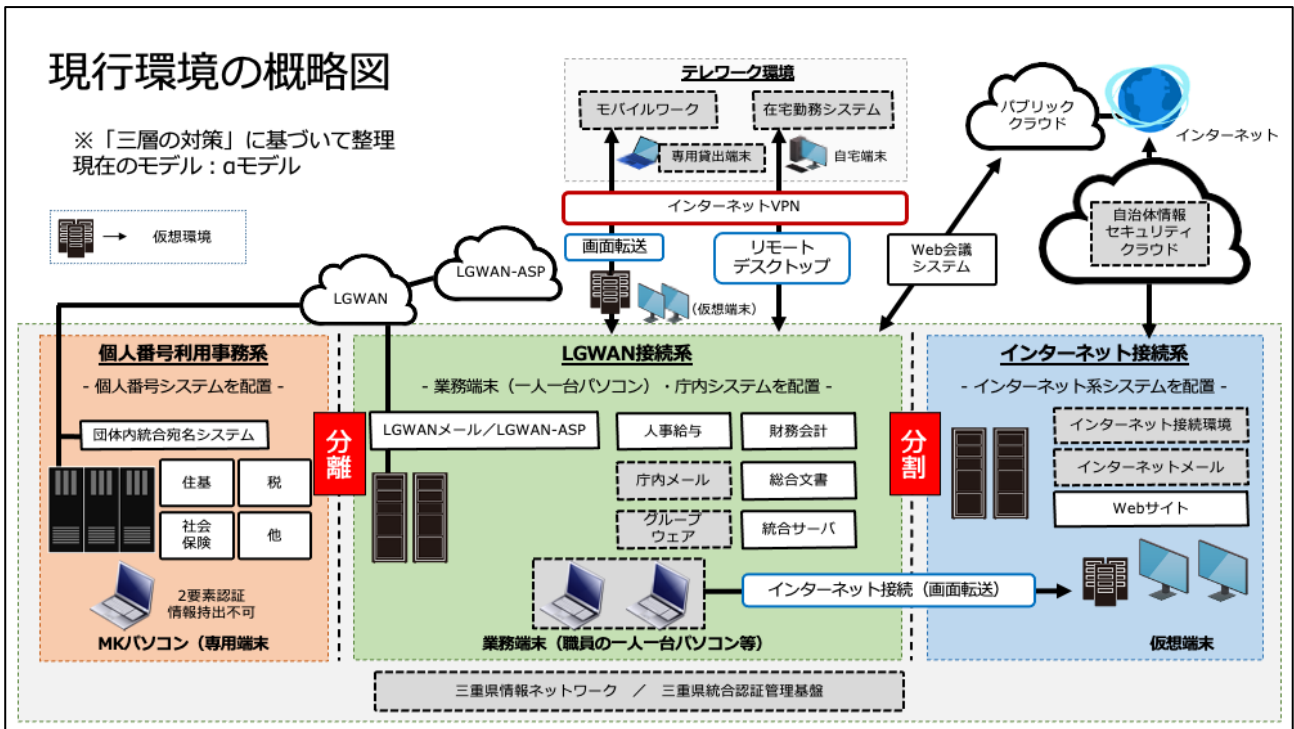 現行環境の概略図
※「三層の対策」に基づいて整理
現在のモデル：αモデル
仮想環境
テレワーク環境
モバイルワーク
在宅勤務システム
専用貸出端末
自宅端末
インターネットVPN
画面転送
リモート
デスクトップ
(仮想端末)
Web会議
システム
パブリック
クラウド
インターネット
自治体情報
セキュリティ
クラウド
LGWAN
LGWAN-ASP
個人番号利用事務系
- 個人番号システムを配置 -
団体内統合宛名システム
住基
税
社会
保険
他
2要素認証
情報持出不可
MKパソコン（専用端末
分離
LGWAN接続系
- 業務端末（一人一台パソコン）・庁内システムを配置 -
LGWANメール／LGWAN-ASP
人事給与
財務会計
庁内メール
総合文書
グループ
ウェア
統合サーバ
インターネット接続（画面転送）
業務端末（職員の一人一台パソコン等）
分割
インターネット接続系
- インターネット系システムを配置 -
インターネット接続環境
インターネットメール
Webサイト
仮想端末
三重県情報ネットワーク ／ 三重県統合認証管理基盤